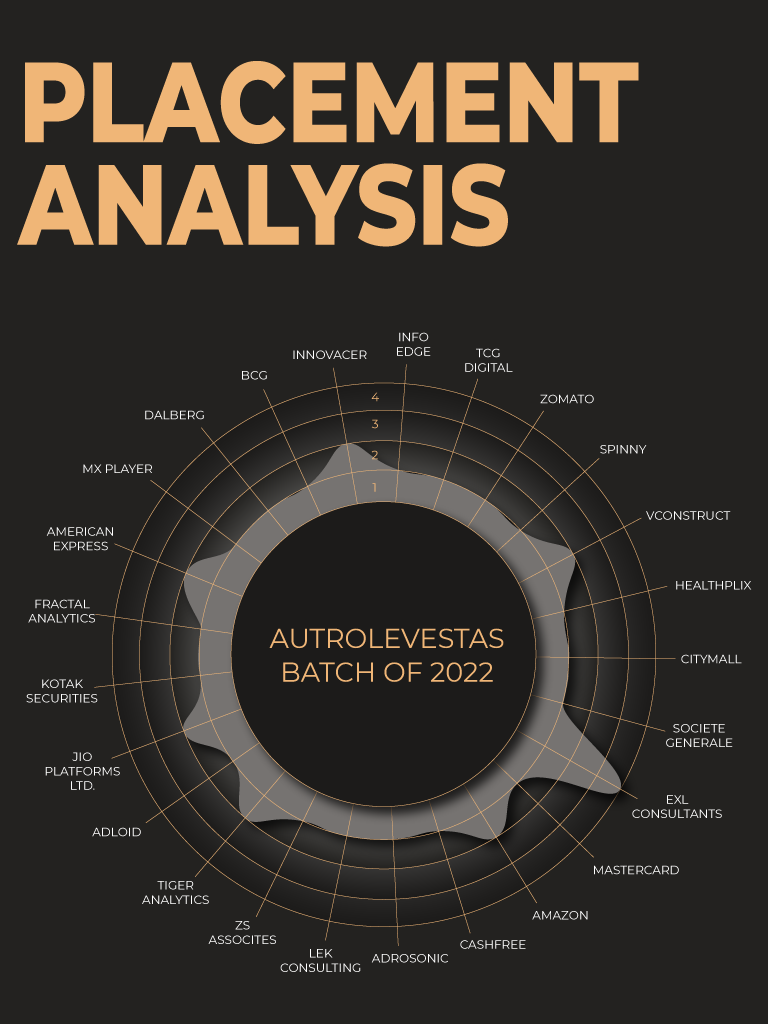 PLACEMENT
ANALYSIS
INFO
EDGE
TCG
DIGITAL
ZOMATO
SPINNY
VCONSTRUCT
HEALTHPLIX
CITYMALL
SOCIETE
GENERALE
EXL
CONSULTANTS
MASTERCARD
AMAZON
CASHFREE
ADROSONIC
LEK
CONSULTING
ZS
ASSOCITES
TIGER
ANALYTICS
ADLOID
JIO
PLATFORMS
LTD.
KOTAK
SECURITIES
FRACTAL
ANALYTICS
AMERICAN
EXPRESS
MX PLAYER
DALBERG
BCG
INNOVACER
4
3
2
1
AUTROLEVESTAS
BATCH OF 2022